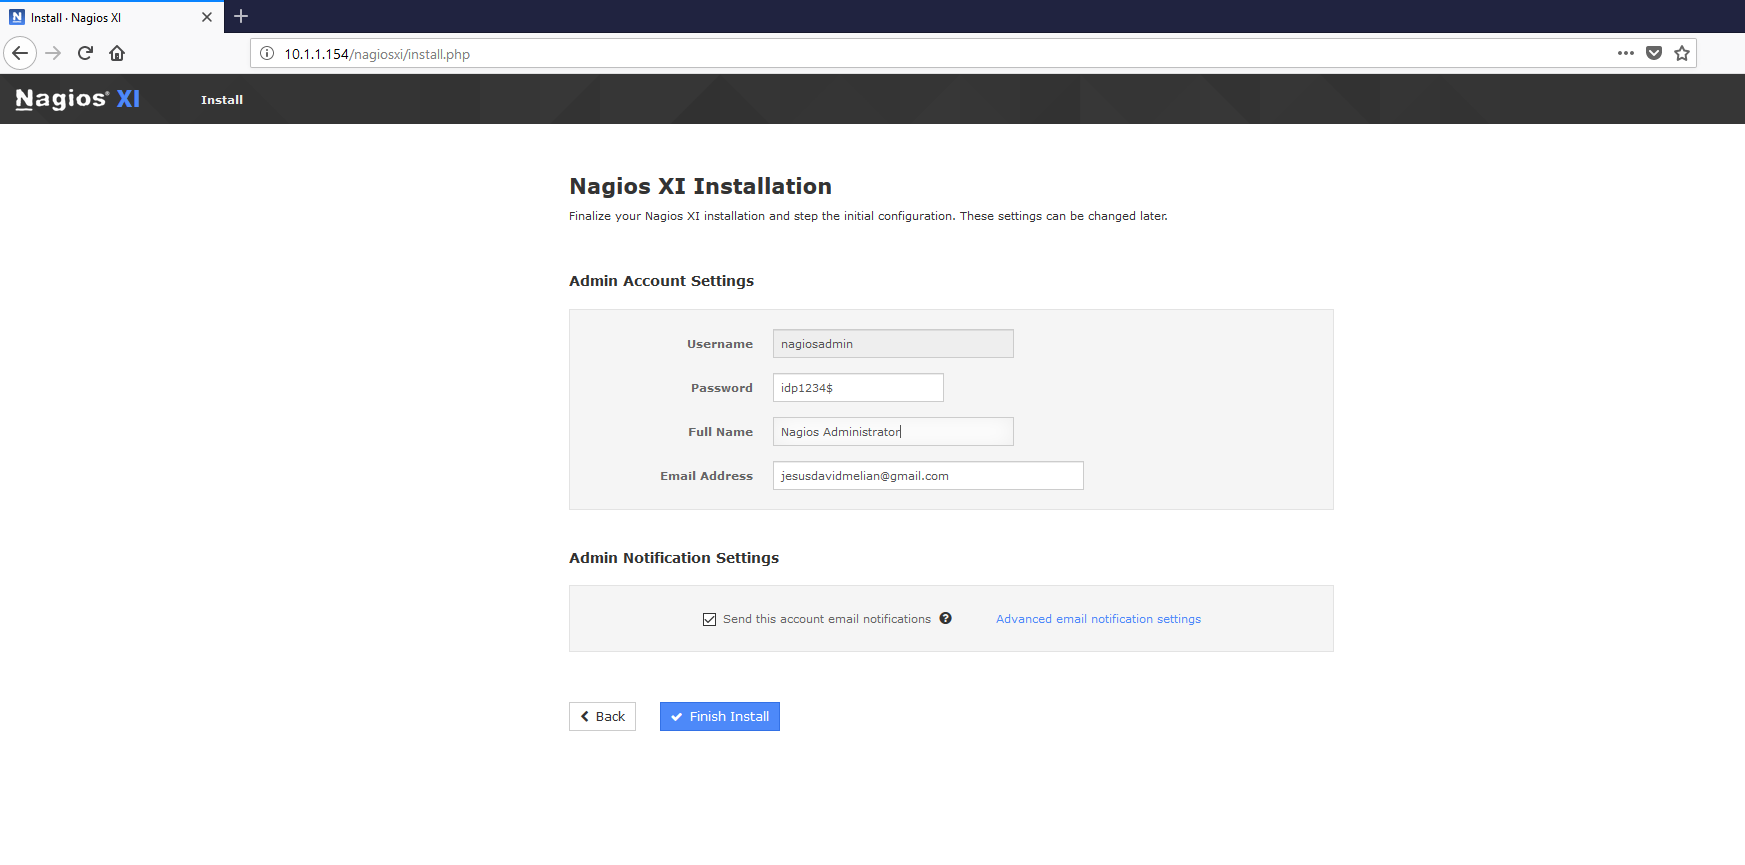 Install · Nagios XI
10.1.1.154/nagiosxi/install.php
Nagios® XI Install
Nagios XI Installation
Finalize your Nagios XI installation and step the initial configuration. These settings can be changed later.
Admin Account Settings
Username nagiosadmin
Password idp1234$
Full Name Nagios Administrator
Email Address jesusdavidmelian@gmail.com
Admin Notification Settings
Send this account email notifications ? Advanced email notification settings
Back Finish Install